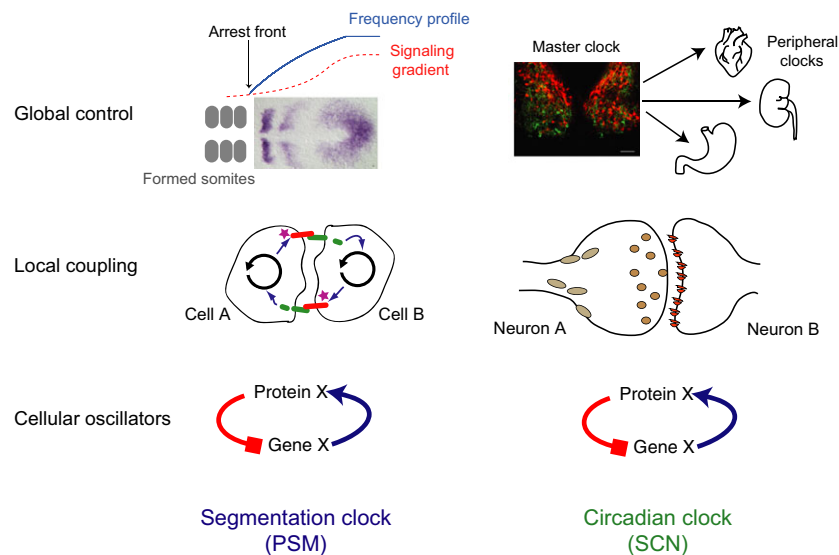 Frequency profile
Arrest front
Signaling
gradient
Master clock
Peripheral
clocks
Global control
Formed somites
Local coupling
Cell A
Cell B
Neuron A
Neuron B
Protein X
Gene X
Protein X
Gene X
Cellular oscillators
Segmentation clock
(PSM)
Circadian clock
(SCN)